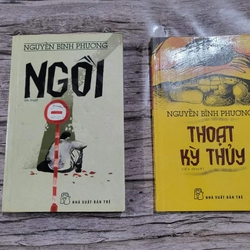 NGUYỄN BÌNH PHƯƠNG
NGỒI
NHÀ XUẤT BẢN TRẺ
NGUYỄN BÌNH PHƯƠNG
THOẠT
KỲ THỦY
NHÀ XUẤT BẢN TRẺ